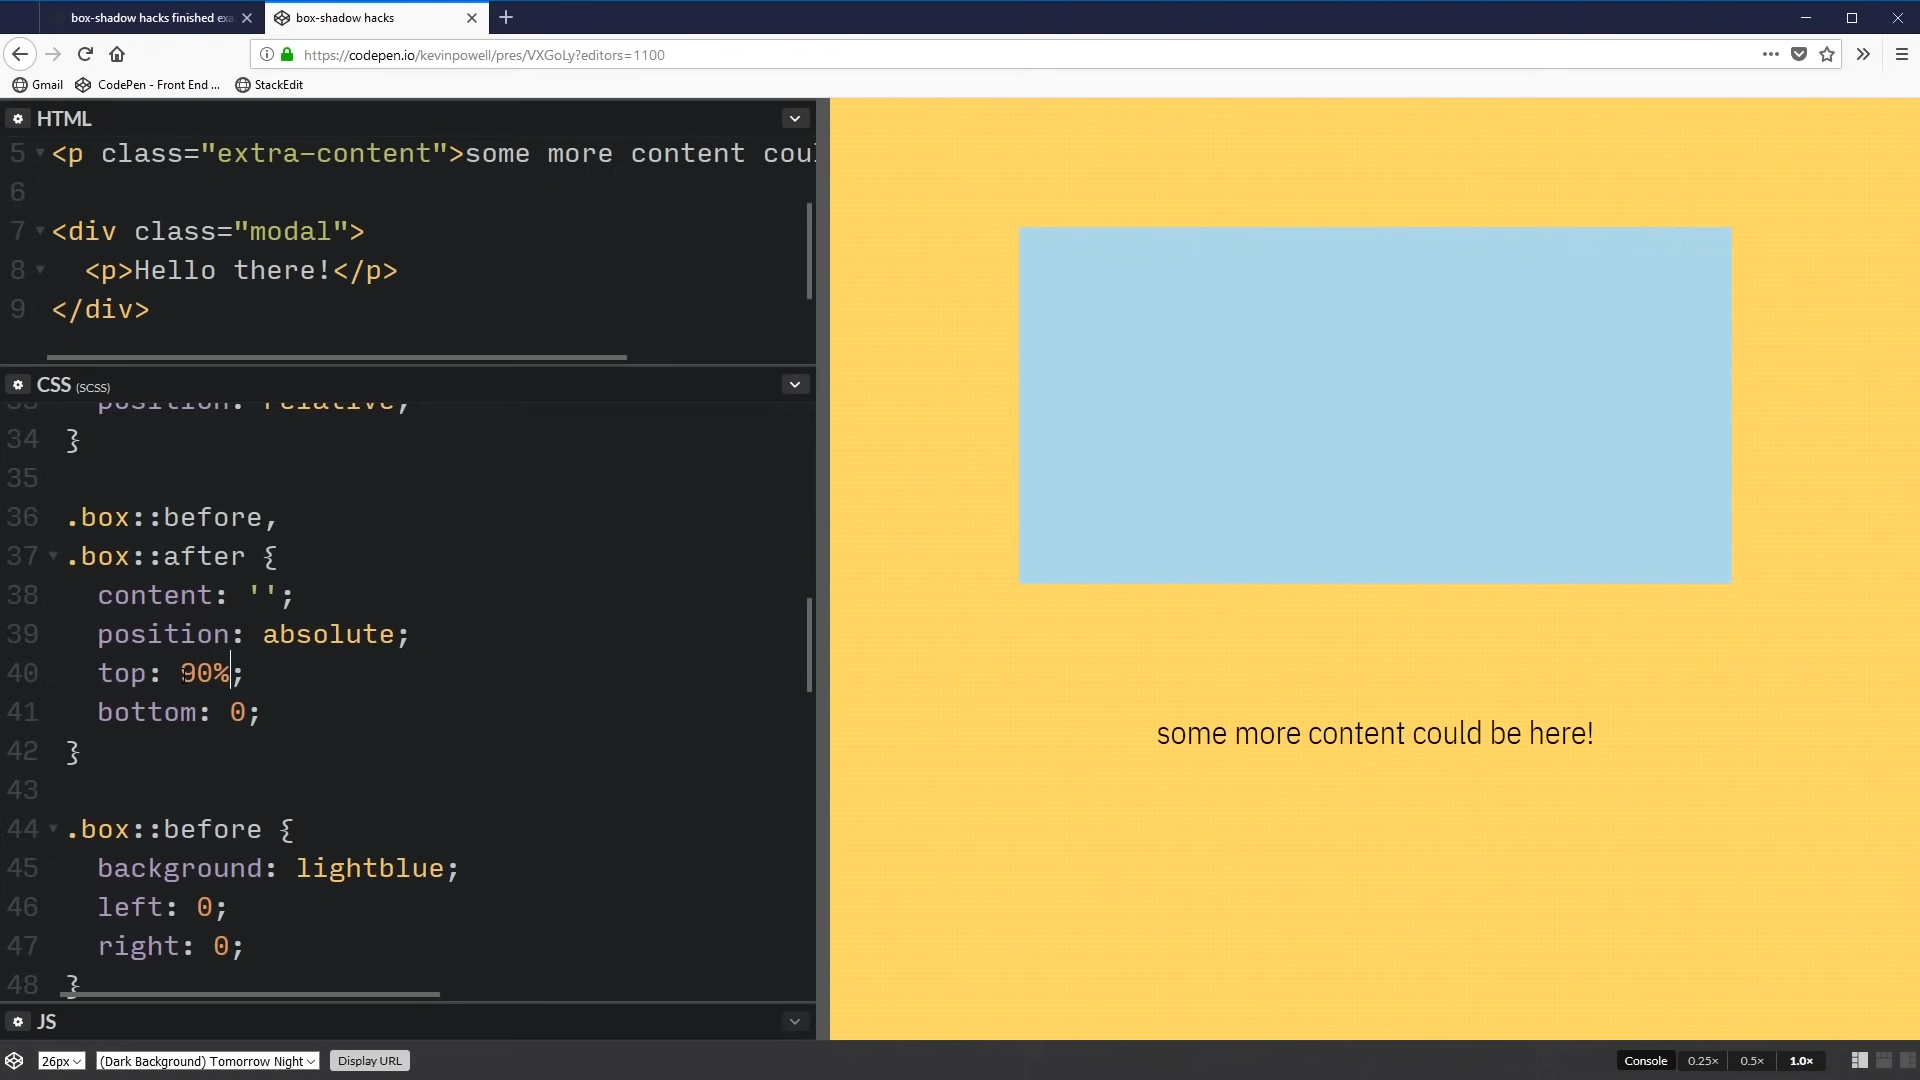 box-shadow hacks finished exa
box-shadow hacks
https://codepen.io/kevinpowell/pres/VXGoLy?editors=1100
Gmail
CodePen - Front End ...
StackEdit
HTML
5 <p class="extra-content">some more content cou
6
7 <div class="modal">
8 <p>Hello there!</p>
9 </div>
CSS (SCSS)
33 position: relative;
34 }
35
36 .box::before,
37 .box::after {
38 content: '';
39 position: absolute;
40 top: 90%;
41 bottom: 0;
42 }
43
44 .box::before {
45 background: lightblue;
46 left: 0;
47 right: 0;
48 }
JS
some more content could be here!
26px
(Dark Background) Tomorrow Night
Display URL
Console
0.25×
0.5×
1.0×